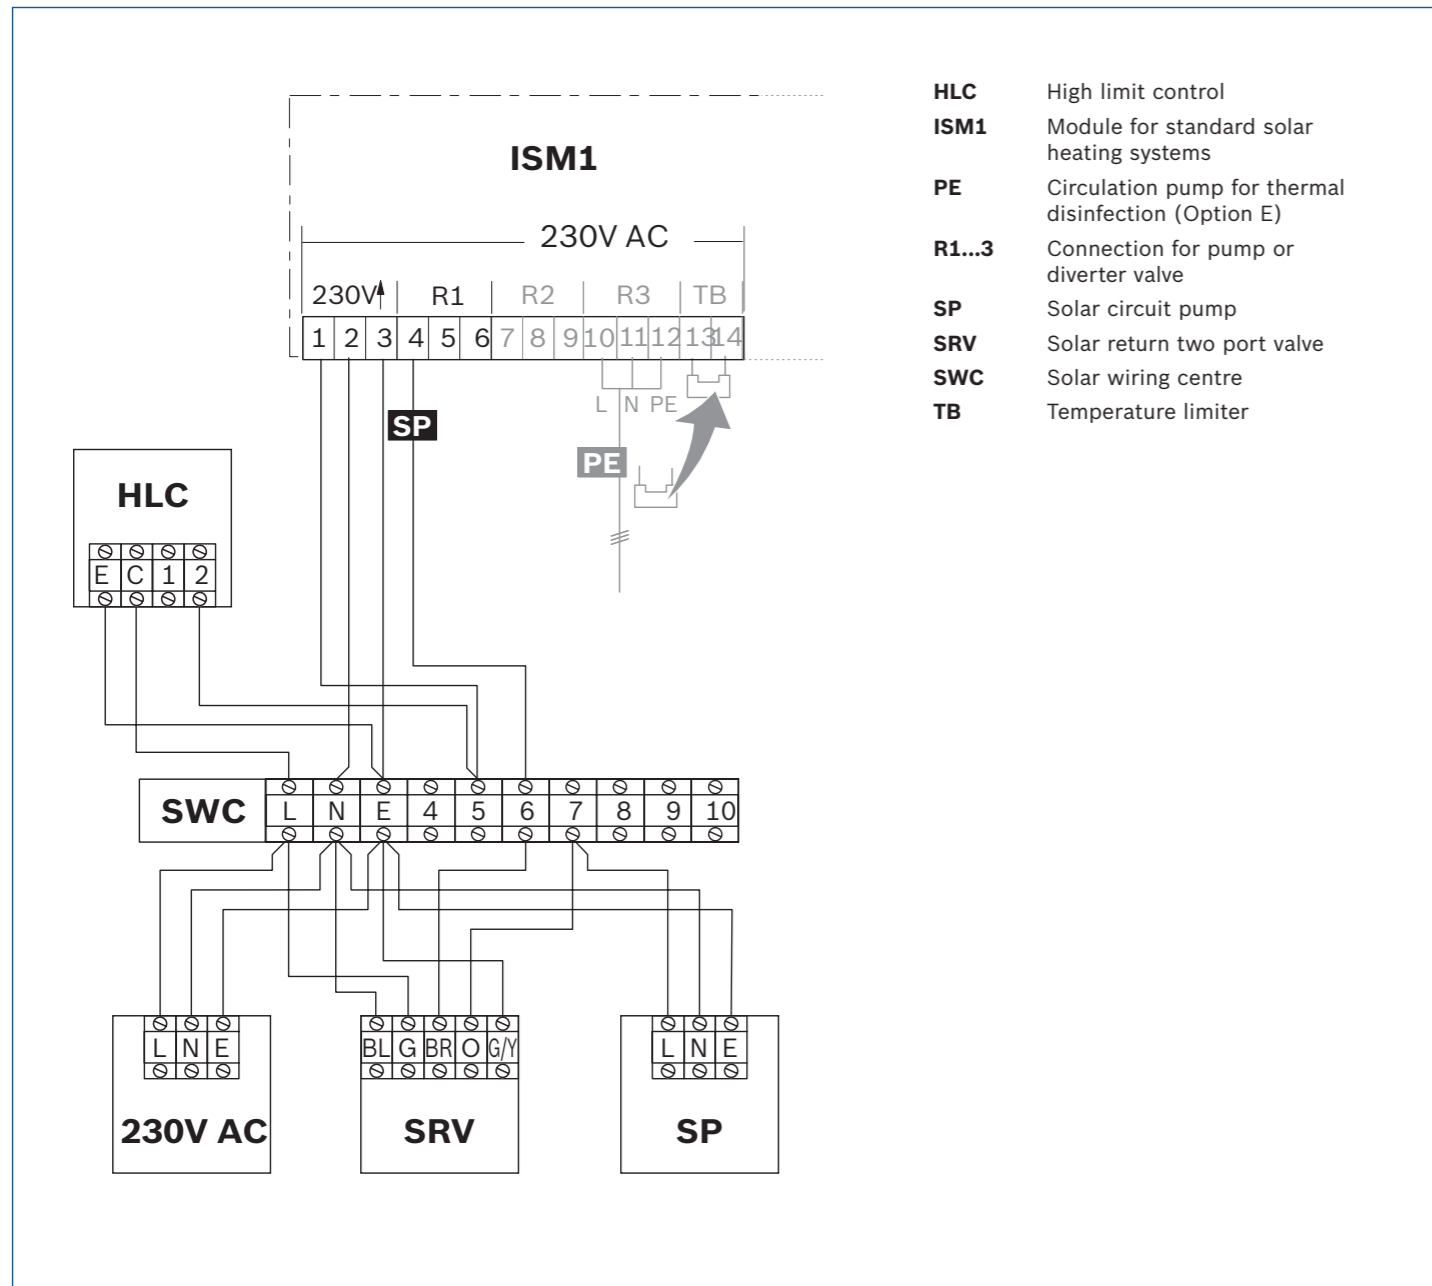 ISM1
230V AC
230V R1 R2 R3 TB
1 2 3 4 5 6 7 8 9 10 11 12 13 14
L N PE
SP
PE
HLC
E C 1 2
SWC L N E 4 5 6 7 8 9 10
L N E
230V AC
BL G BR O G/Y
SRV
L N E
SP
HLC High limit control
ISM1 Module for standard solar
heating systems
PE Circulation pump for thermal
disinfection (Option E)
R1...3 Connection for pump or
diverter valve
SP Solar circuit pump
SRV Solar return two port valve
SWC Solar wiring centre
TB Temperature limiter